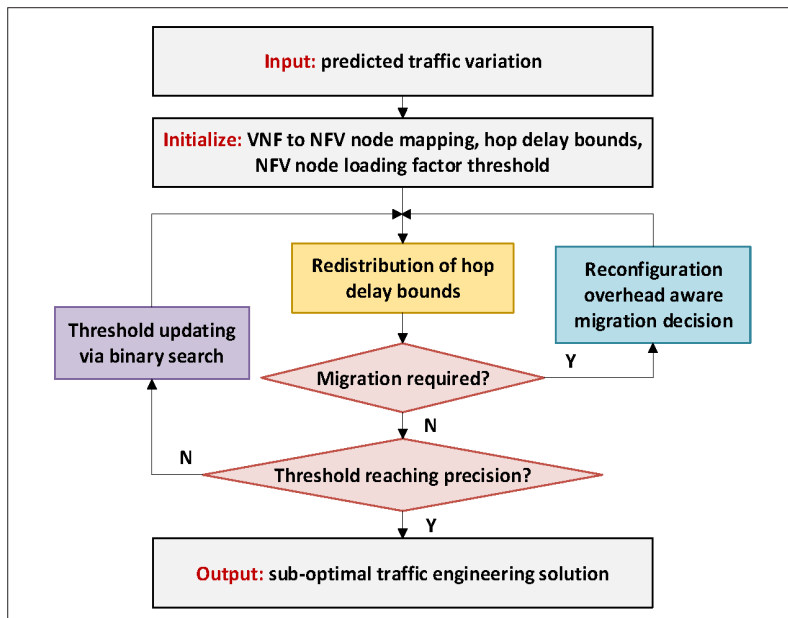 Input: predicted traffic variation
Initialize: VNF to NFV node mapping, hop delay bounds,
NFV node loading factor threshold
Redistribution of hop
delay bounds
Reconfiguration
overhead aware
migration decision
Threshold updating
via binary search
Migration required?
Y
N
Threshold reaching precision?
N
Y
Output: sub-optimal traffic engineering solution